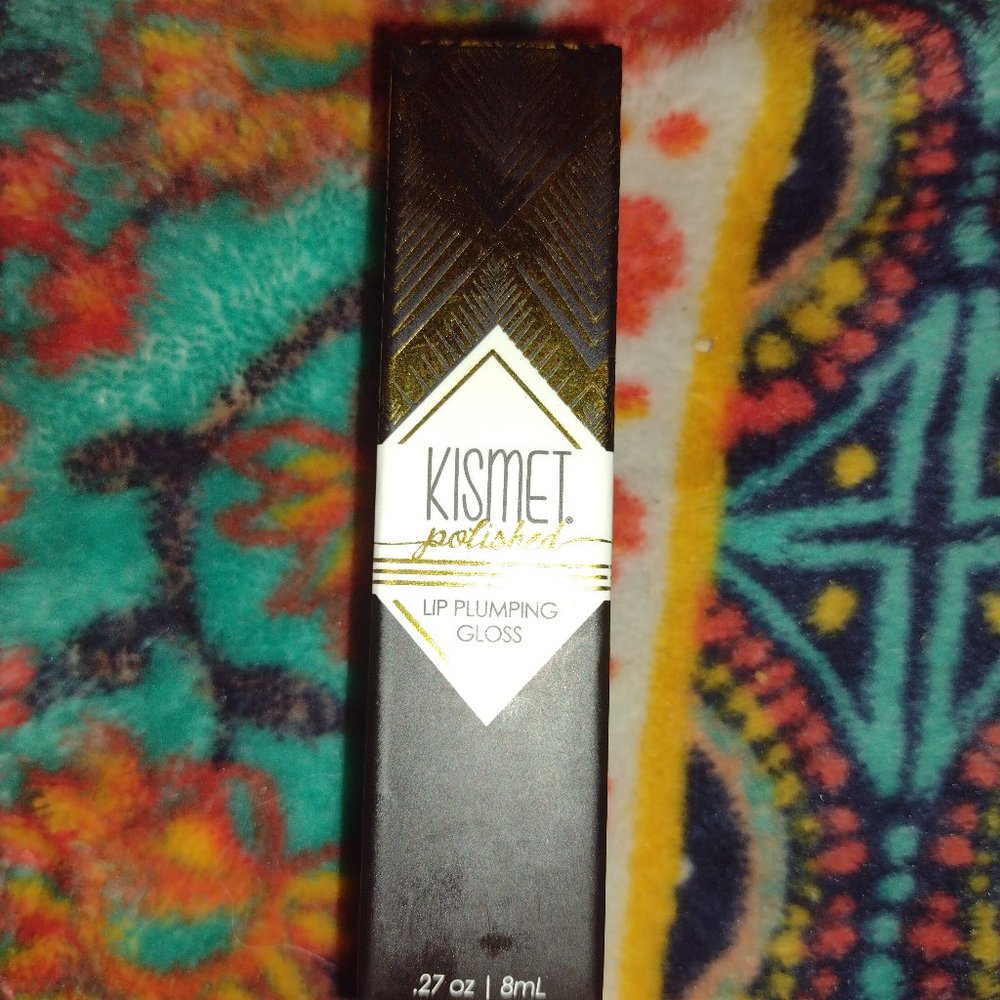 KISMET®
polished
LIP PLUMPING
GLOSS
.27 oz | 8mL